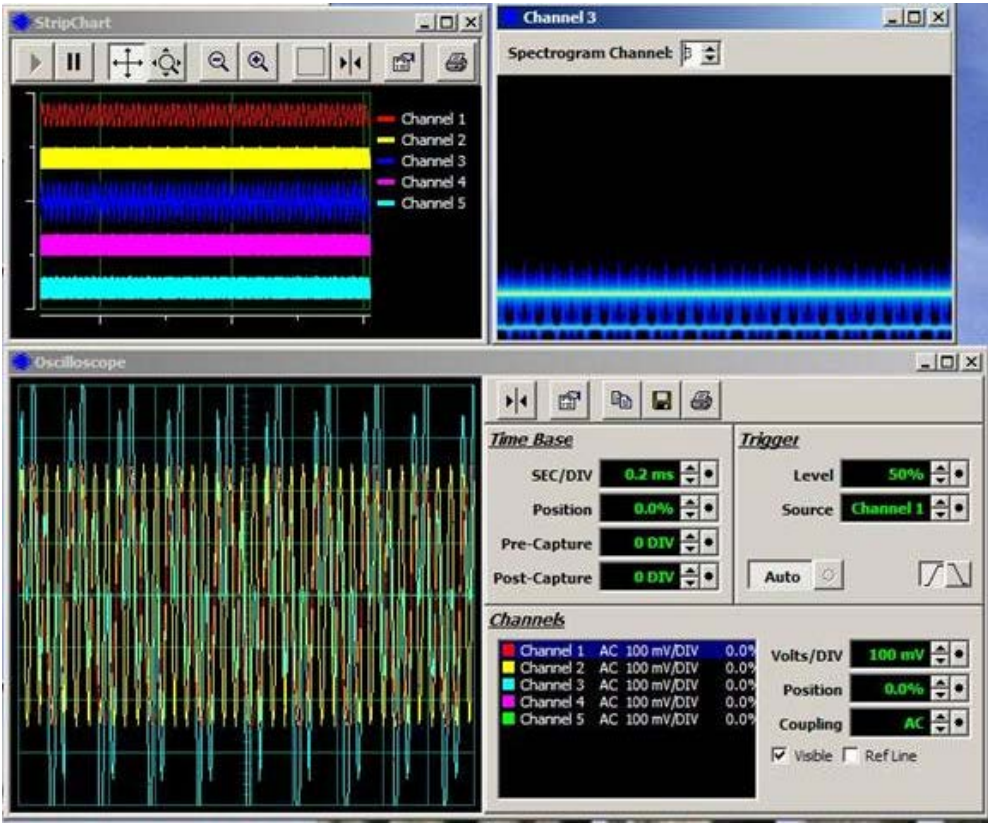 StripChart
Channel 1
Channel 2
Channel 3
Channel 4
Channel 5
Channel 3
Spectrogram Channel: 3
Oscilloscope
Time Base
SEC/DIV 0.2 ms
Position 0.0%
Pre-Capture 0 DIV
Post-Capture 0 DIV
Trigger
Level 50%
Source Channel 1
Auto
Channels
Channel 1 AC 100 mV/DIV 0.0%
Channel 2 AC 100 mV/DIV 0.0%
Channel 3 AC 100 mV/DIV 0.0%
Channel 4 AC 100 mV/DIV 0.0%
Channel 5 AC 100 mV/DIV 0.0%
Volts/DIV 100 mV
Position 0.0%
Coupling AC
Visible Ref Line